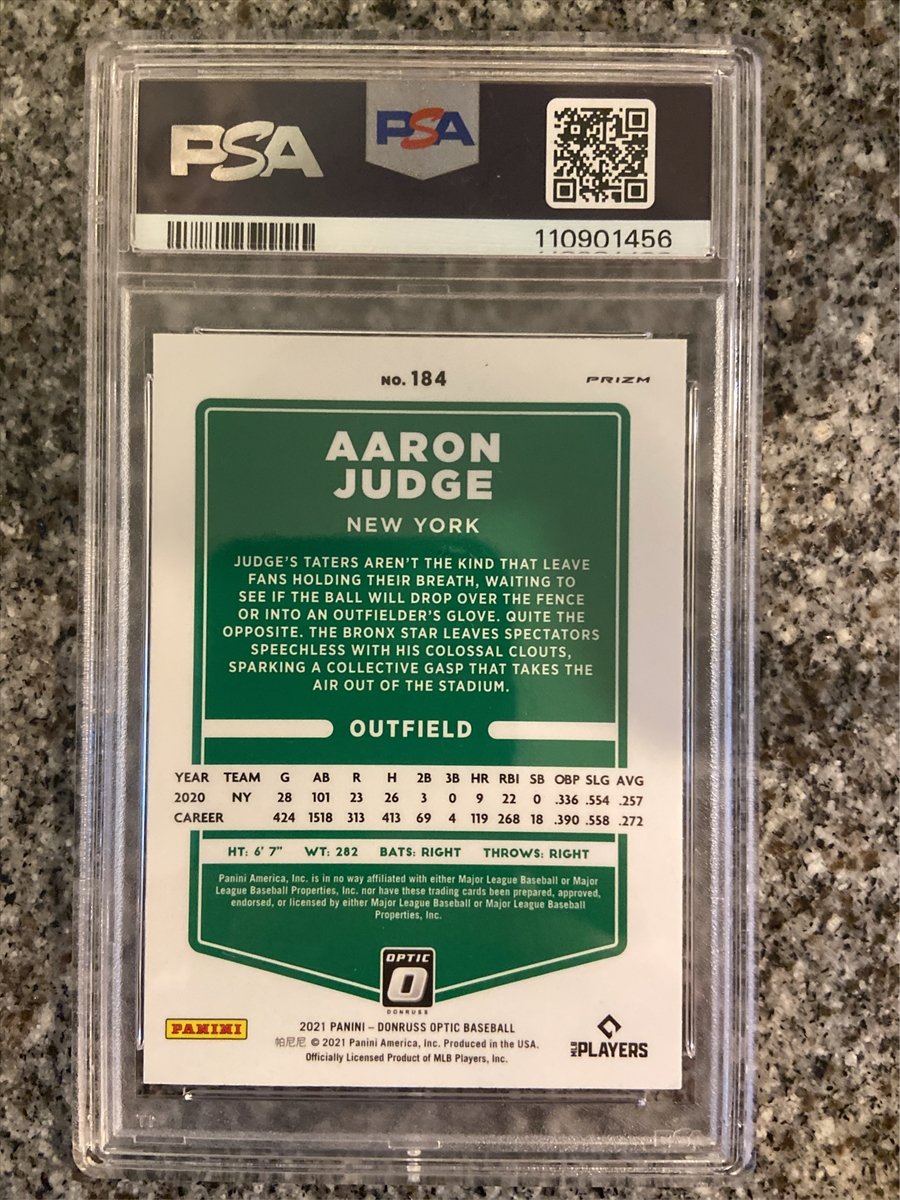 PSA PSA
110901456
NO. 184 PRIZM
AARON
JUDGE
NEW YORK
JUDGE'S TATERS AREN'T THE KIND THAT LEAVE
FANS HOLDING THEIR BREATH, WAITING TO
SEE IF THE BALL WILL DROP OVER THE FENCE
OR INTO AN OUTFIELDER'S GLOVE. QUITE THE
OPPOSITE. THE BRONX STAR LEAVES SPECTATORS
SPEECHLESS WITH HIS COLOSSAL CLOUTS,
SPARKING A COLLECTIVE GASP THAT TAKES THE
AIR OUT OF THE STADIUM.
OUTFIELD
YEAR TEAM G AB R H 2B 3B HR RBI SB OBP SLG AVG
2020 NY 28 101 23 26 3 0 9 22 0 .336 .554 .257
CAREER 424 1518 313 413 69 4 119 268 18 .390 .558 .272
HT: 6' 7" WT: 282 BATS: RIGHT THROWS: RIGHT
Panini America, Inc. is in no way affiliated with either Major League Baseball or Major
League Baseball Properties, Inc. nor have these trading cards been prepared, approved,
endorsed, or licensed by either Major League Baseball or Major League Baseball
Properties, Inc.
OPTIC
O
DONRUSS
PANINI
2021 PANINI – DONRUSS OPTIC BASEBALL
帕尼尼 © 2021 Panini America, Inc. Produced in the USA.
Officially Licensed Product of MLB Players, Inc.
MLB PLAYERS
PSA